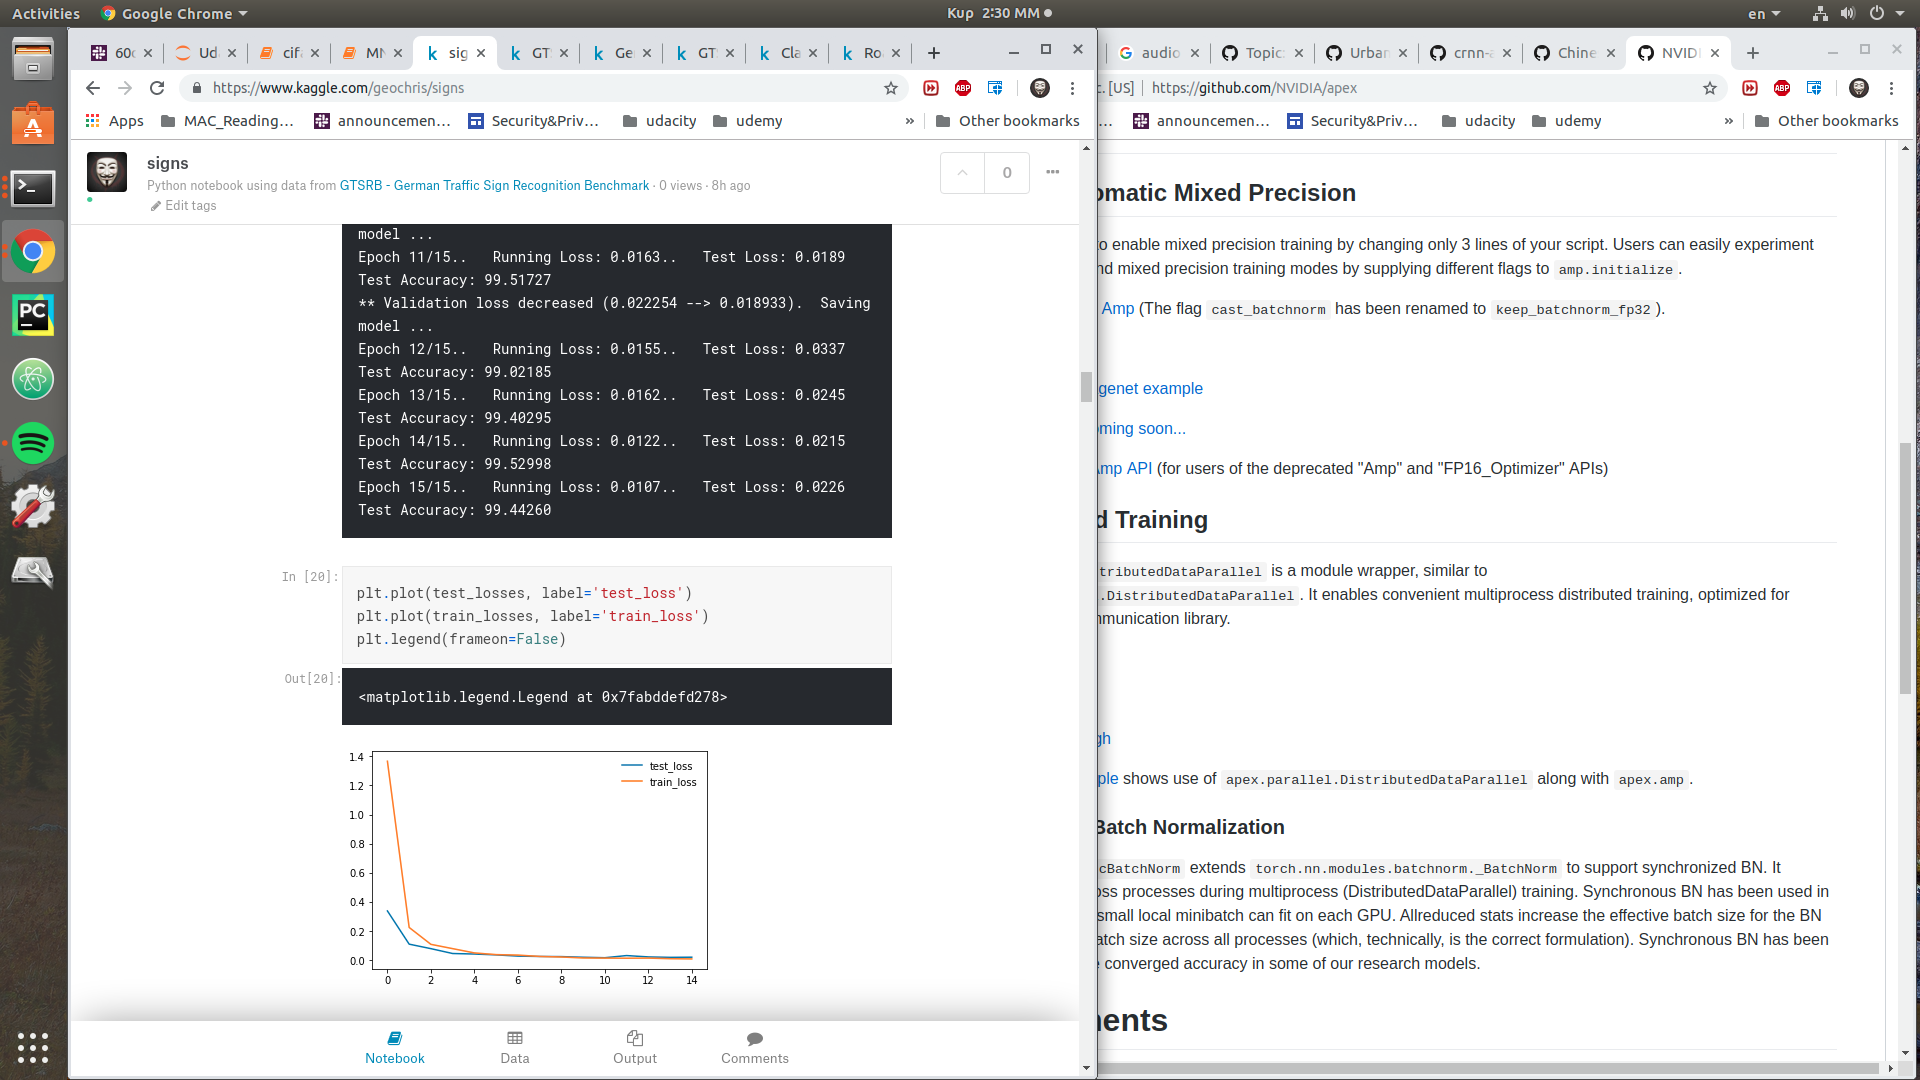 Activities
Google Chrome
Κυρ 2:30 ΜΜ
en
60
Ud
cif
MN
sig
GT
Ge
GT
Cla
Ro
https://www.kaggle.com/geochris/signs
Apps
MAC_Reading…
announcemen…
Security&Priv…
udacity
udemy
»
Other bookmarks
signs
Python notebook using data from GTSRB - German Traffic Sign Recognition Benchmark · 0 views · 8h ago
Edit tags
0
model ...
Epoch 11/15.. Running Loss: 0.0163.. Test Loss: 0.0189
Test Accuracy: 99.51727
** Validation loss decreased (0.022254 --> 0.018933). Saving
model ...
Epoch 12/15.. Running Loss: 0.0155.. Test Loss: 0.0337
Test Accuracy: 99.02185
Epoch 13/15.. Running Loss: 0.0162.. Test Loss: 0.0245
Test Accuracy: 99.40295
Epoch 14/15.. Running Loss: 0.0122.. Test Loss: 0.0215
Test Accuracy: 99.52998
Epoch 15/15.. Running Loss: 0.0107.. Test Loss: 0.0226
Test Accuracy: 99.44260
In [20]:
plt.plot(test_losses, label='test_loss')
plt.plot(train_losses, label='train_loss')
plt.legend(frameon=False)
Out[20]:
<matplotlib.legend.Legend at 0x7fabddefd278>
test_loss
train_loss
1.4
1.2
1.0
0.8
0.6
0.4
0.2
0.0
0 2 4 6 8 10 12 14
Notebook
Data
Output
Comments
audio
Topic:
Urban
crnn-a
Chine
NVIDI
c. [US]
https://github.com/NVIDIA/apex
announcemen…
Security&Priv…
udacity
udemy
»
Other bookmarks
omatic Mixed Precision
to enable mixed precision training by changing only 3 lines of your script. Users can easily experiment
nd mixed precision training modes by supplying different flags to amp.initialize.
Amp (The flag cast_batchnorm has been renamed to keep_batchnorm_fp32).
genet example
oming soon...
Amp API (for users of the deprecated "Amp" and "FP16_Optimizer" APIs)
d Training
tributedDataParallel is a module wrapper, similar to
.DistributedDataParallel. It enables convenient multiprocess distributed training, optimized for
mmunication library.
gh
ple shows use of apex.parallel.DistributedDataParallel along with apex.amp.
Batch Normalization
cBatchNorm extends torch.nn.modules.batchnorm._BatchNorm to support synchronized BN. It
oss processes during multiprocess (DistributedDataParallel) training. Synchronous BN has been used in
small local minibatch can fit on each GPU. Allreduced stats increase the effective batch size for the BN
atch size across all processes (which, technically, is the correct formulation). Synchronous BN has been
e converged accuracy in some of our research models.
nents